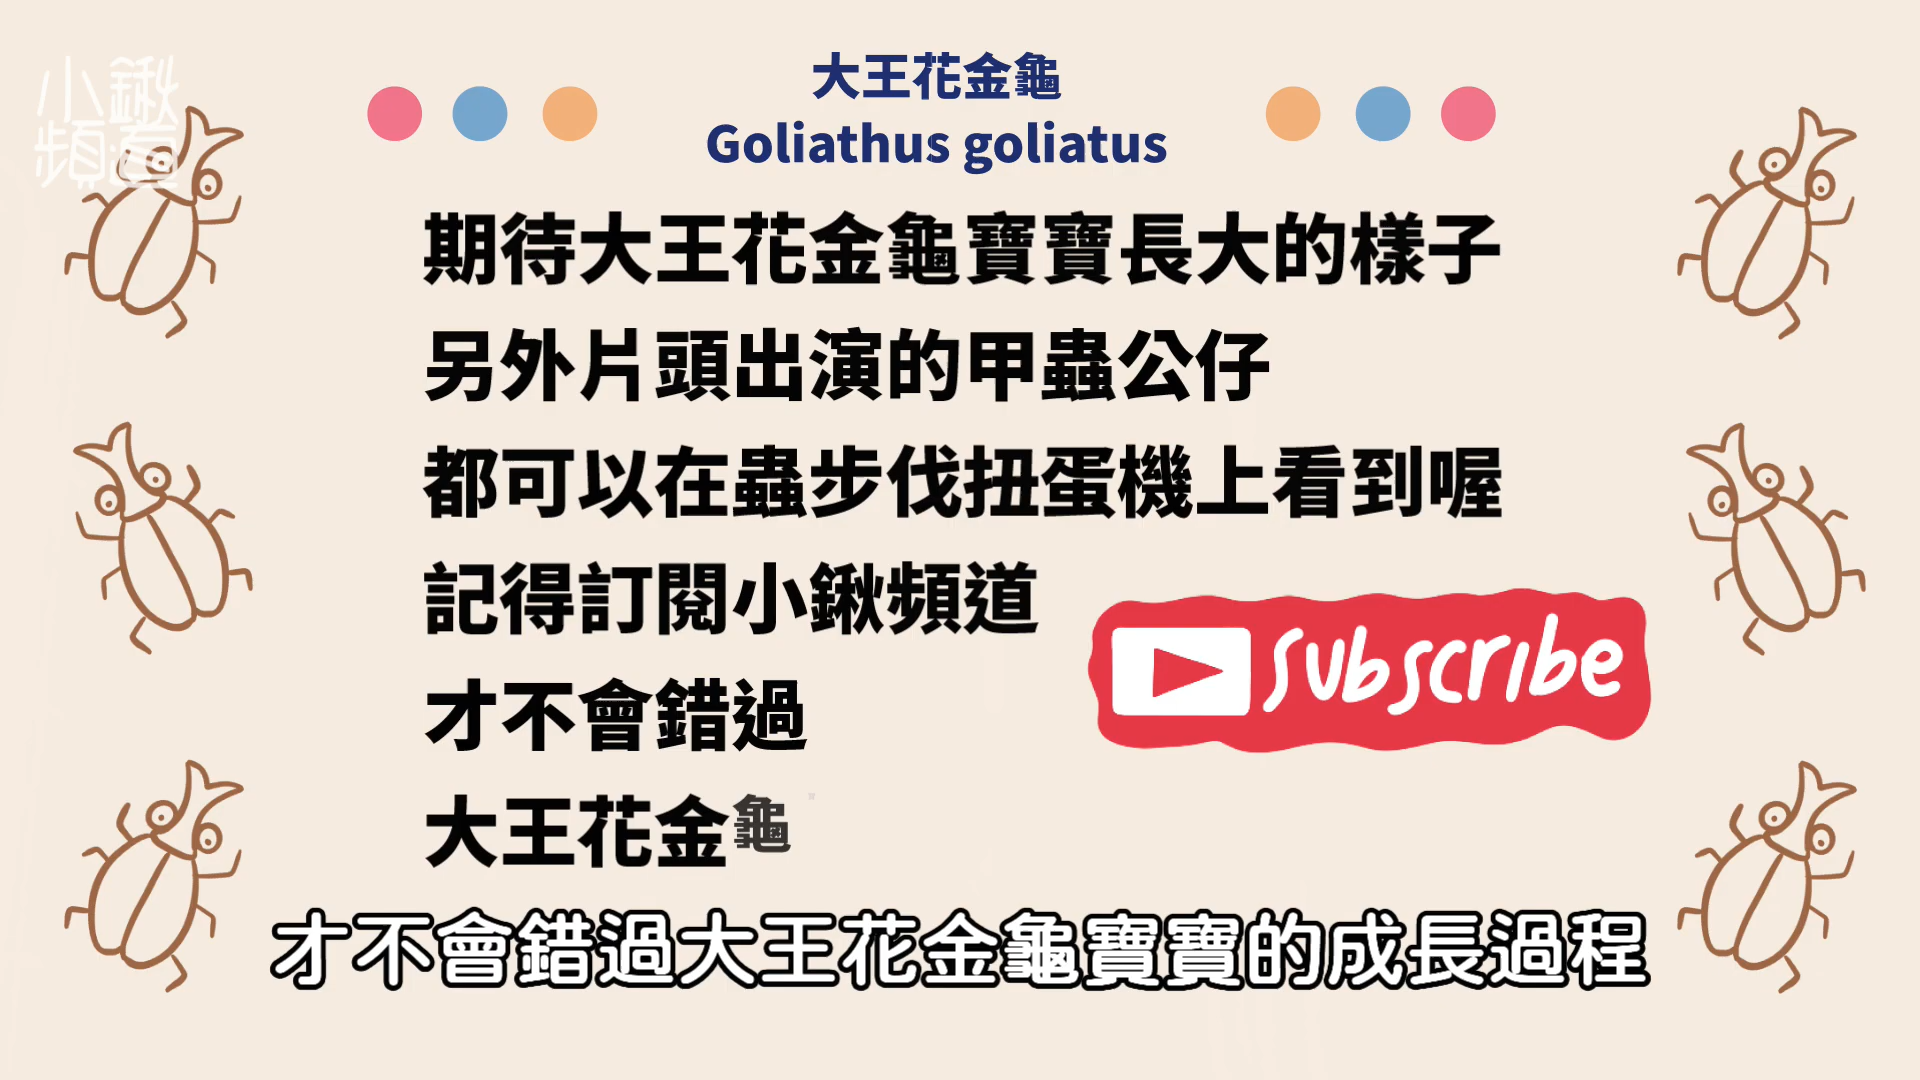 小鍬
頻道
大王花金龜
Goliathus goliatus
期待大王花金龜寶寶長大的樣子
另外片頭出演的甲蟲公仔
都可以在蟲步伐扭蛋機上看到喔
記得訂閱小鍬頻道
Subscribe
才不會錯過
大王花金龜
才不會錯過大王花金龜寶寶的成長過程